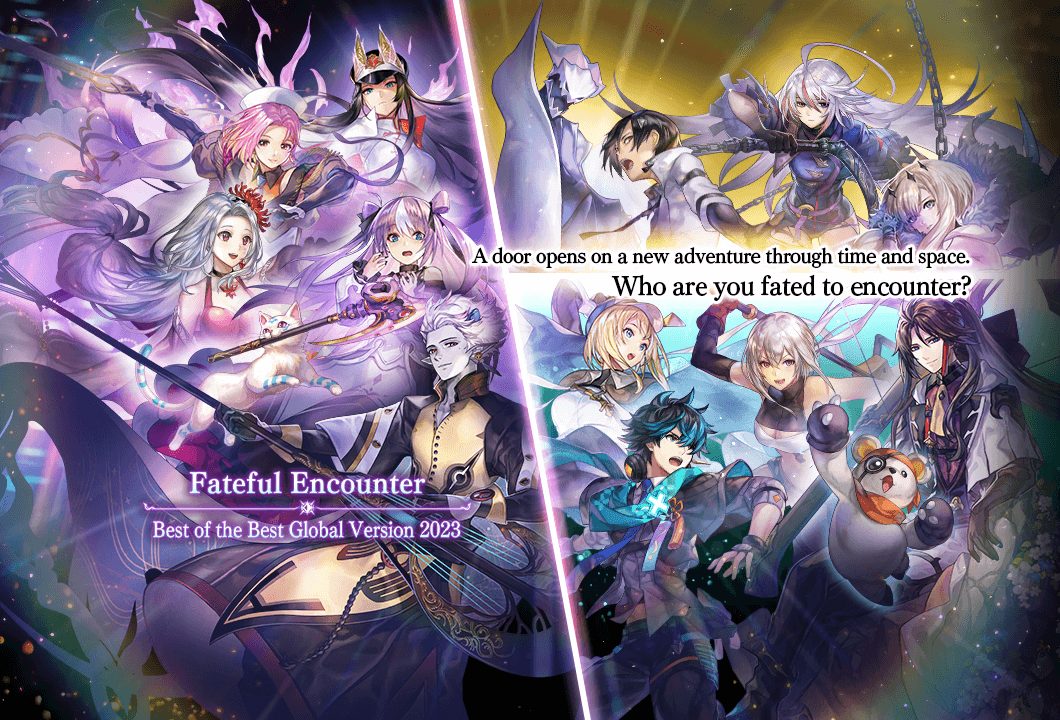 A door opens on a new adventure through time and space.
Who are you fated to encounter?
Fateful Encounter
Best of the Best Global Version 2023